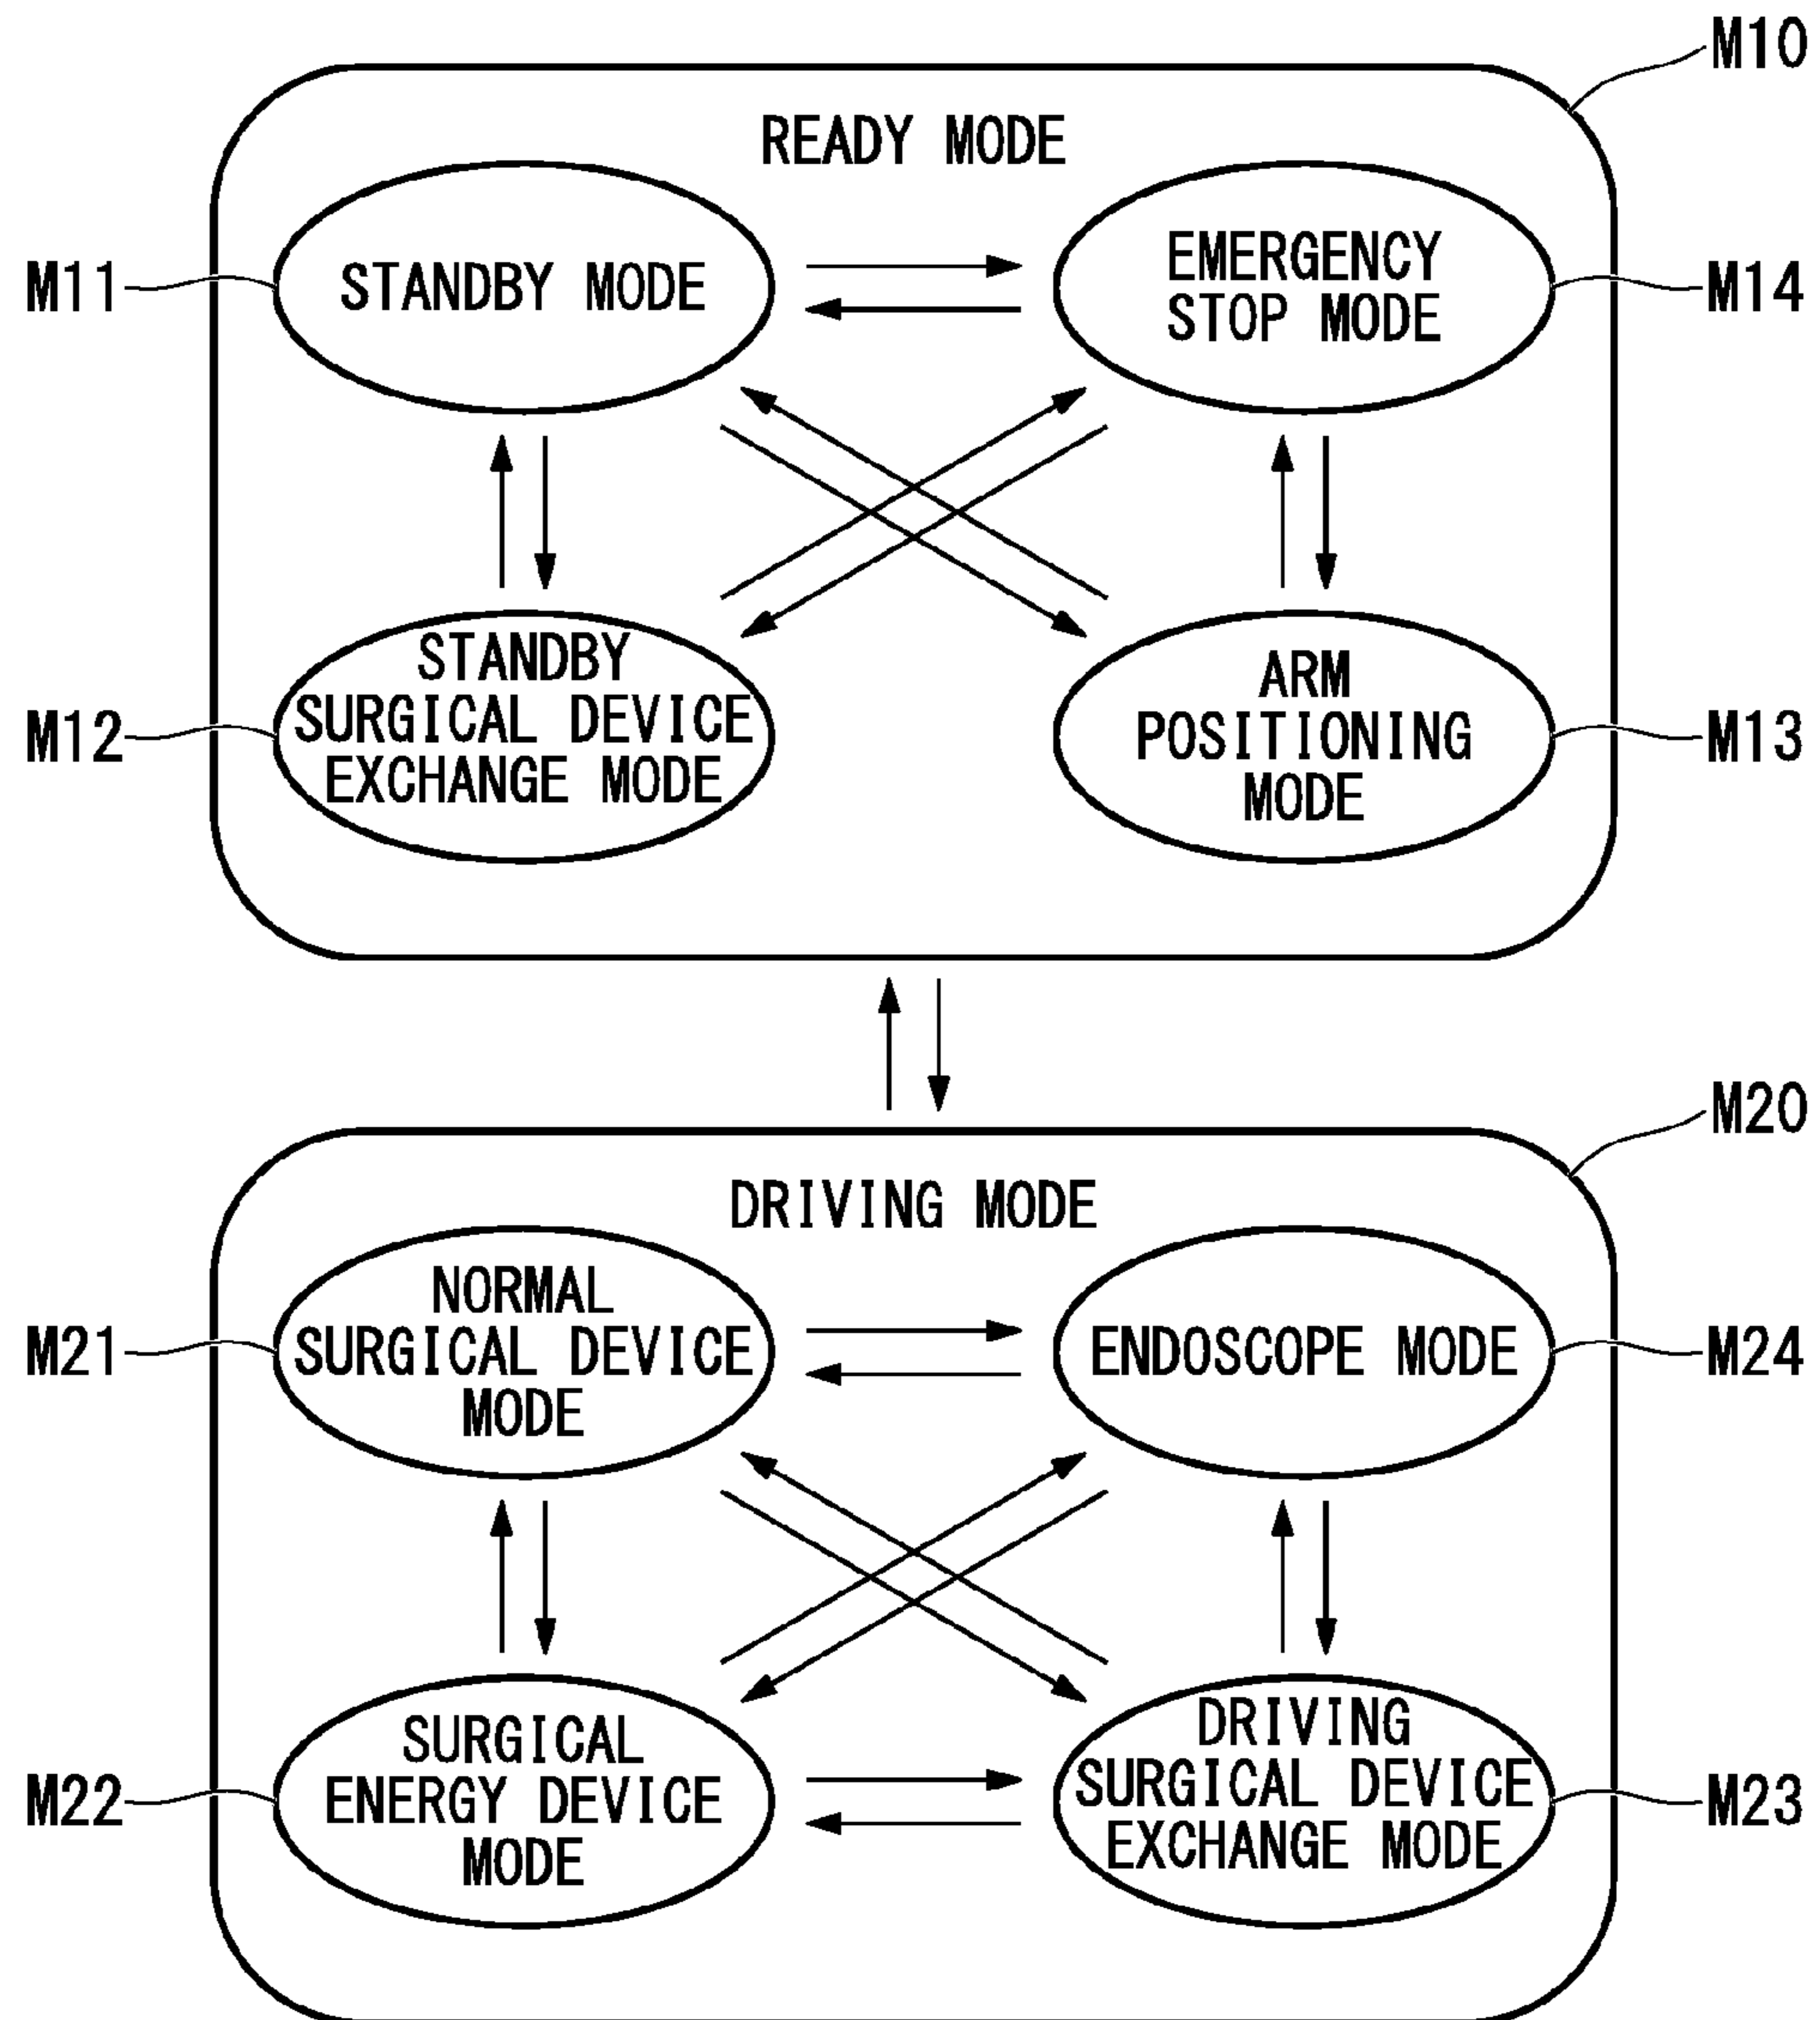 M10
READY MODE
M11
STANDBY MODE
EMERGENCY
STOP MODE
M14
M12
STANDBY
SURGICAL DEVICE
EXCHANGE MODE
ARM
POSITIONING
MODE
M13
M20
DRIVING MODE
M21
NORMAL
SURGICAL DEVICE
MODE
ENDOSCOPE MODE
M24
M22
SURGICAL
ENERGY DEVICE
MODE
DRIVING
SURGICAL DEVICE
EXCHANGE MODE
M23